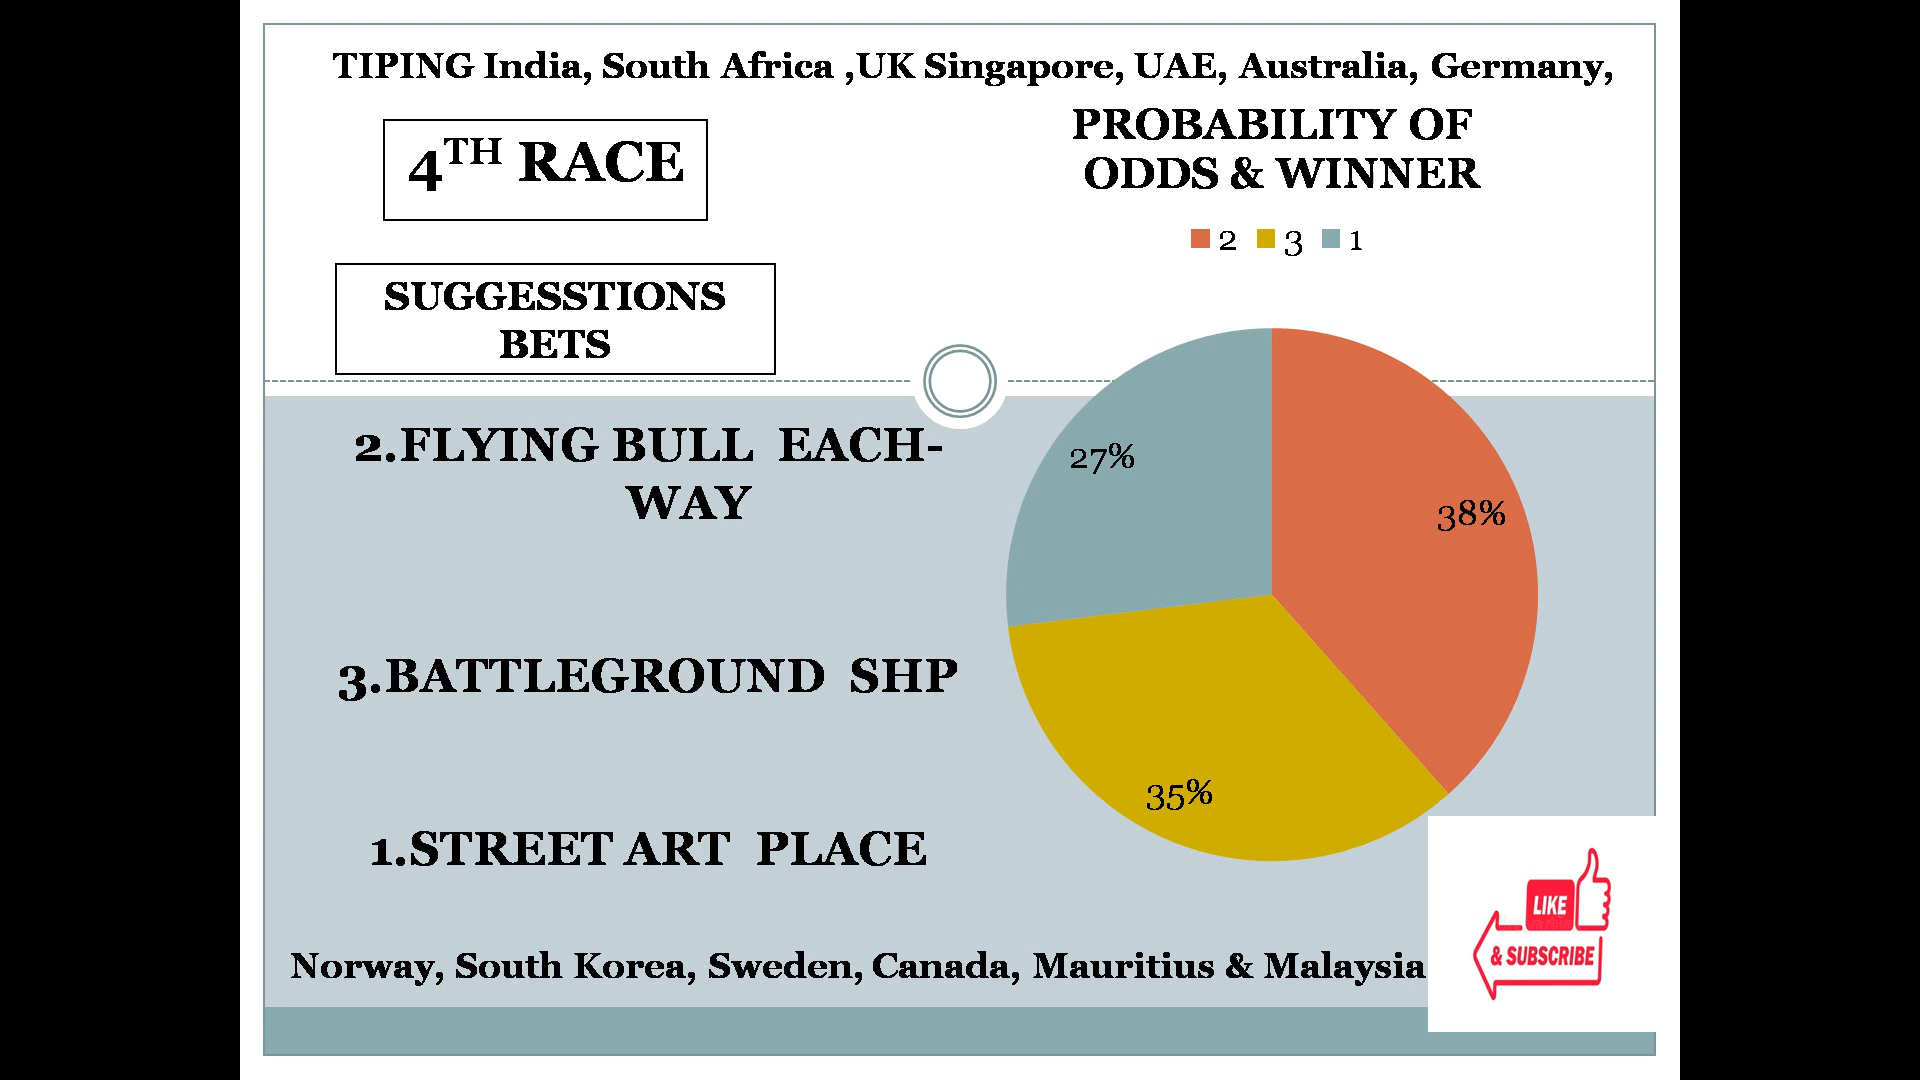 TIPING India, South Africa ,UK Singapore, UAE, Australia, Germany,
4TH RACE
PROBABILITY OF
ODDS & WINNER
2 3 1
SUGGESSTIONS
BETS
2.FLYING BULL EACH-
WAY
3.BATTLEGROUND SHP
1.STREET ART PLACE
27%
38%
35%
Norway, South Korea, Sweden, Canada, Mauritius & Malaysia
LIKE
& SUBSCRIBE